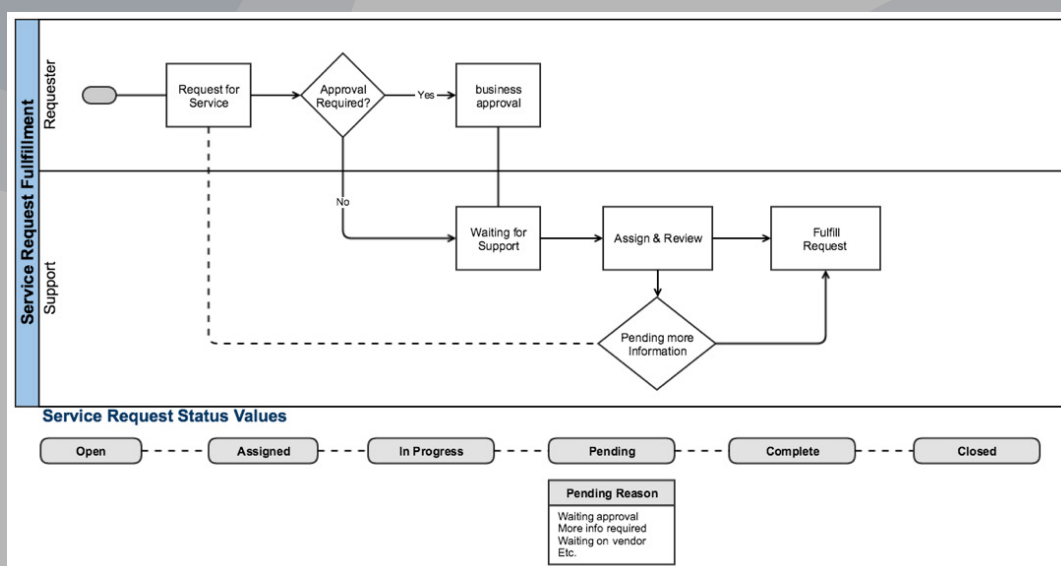 Service Request Fullfillment
Requester
Request for
Service
Approval
Required?
Yes
business
approval
No
Support
Waiting for
Support
Assign & Review
Fulfill
Request
Pending more
Information
Service Request Status Values
Open
Assigned
In Progress
Pending
Complete
Closed
Pending Reason
Waiting approval
More info required
Waiting on vendor
Etc.